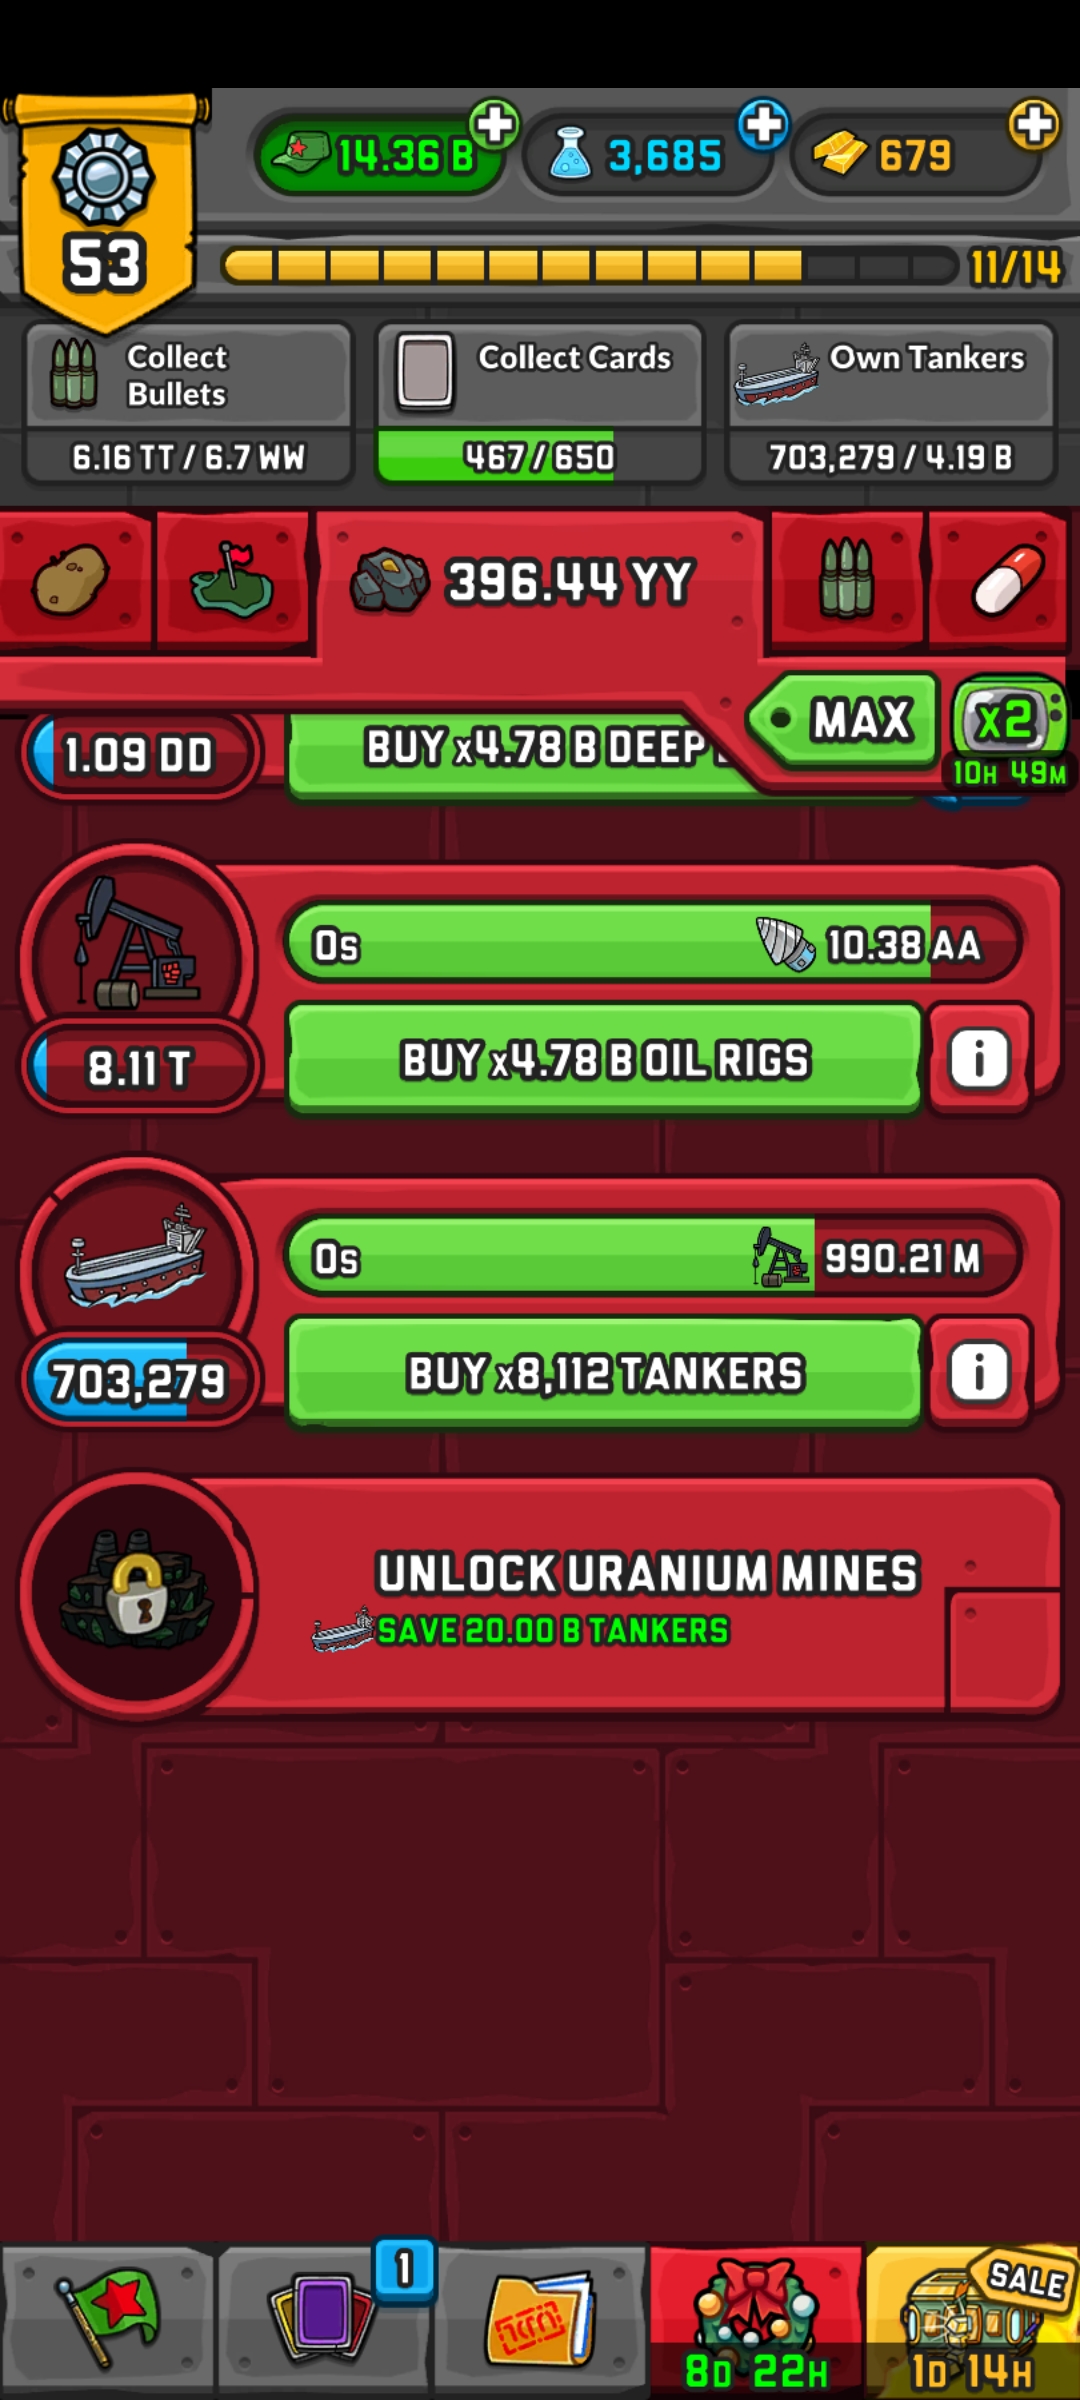 14.36 B
3,685
679
53
11/14
Collect
Bullets
Collect Cards
Own Tankers
6.16 TT / 6.7 WW
467 / 650
703,279 / 4.19 B
396.44 YY
MAX
x2
10H 49M
1.09 DD
BUY x4.78 B DEEP
0s
10.38 AA
8.11 T
BUY x4.78 B OIL RIGS
i
0s
990.21 M
703,279
BUY x8,112 TANKERS
i
UNLOCK URANIUM MINES
SAVE 20.00 B TANKERS
1
SALE
8D 22H
1D 14H